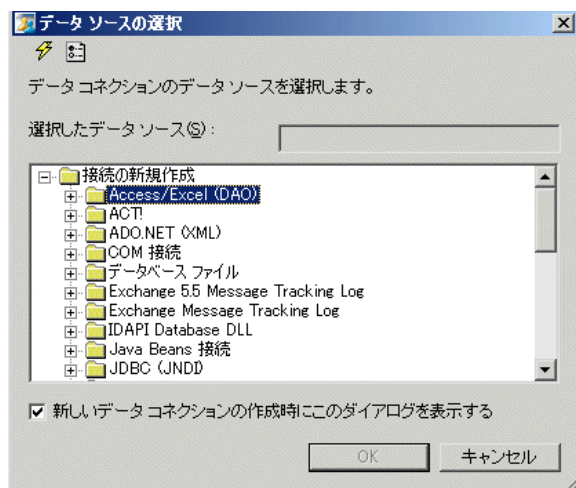 データ ソースの選択
データ コネクションのデータ ソースを選択します。
選択したデータ ソース(S):
接続の新規作成
Access/Excel (DAO)
ACT!
ADO.NET (XML)
COM 接続
データベース ファイル
Exchange 5.5 Message Tracking Log
Exchange Message Tracking Log
IDAPI Database DLL
Java Beans 接続
JDBC (JNDI)
新しいデータ コネクションの作成時にこのダイアログを表示する
OK
キャンセル